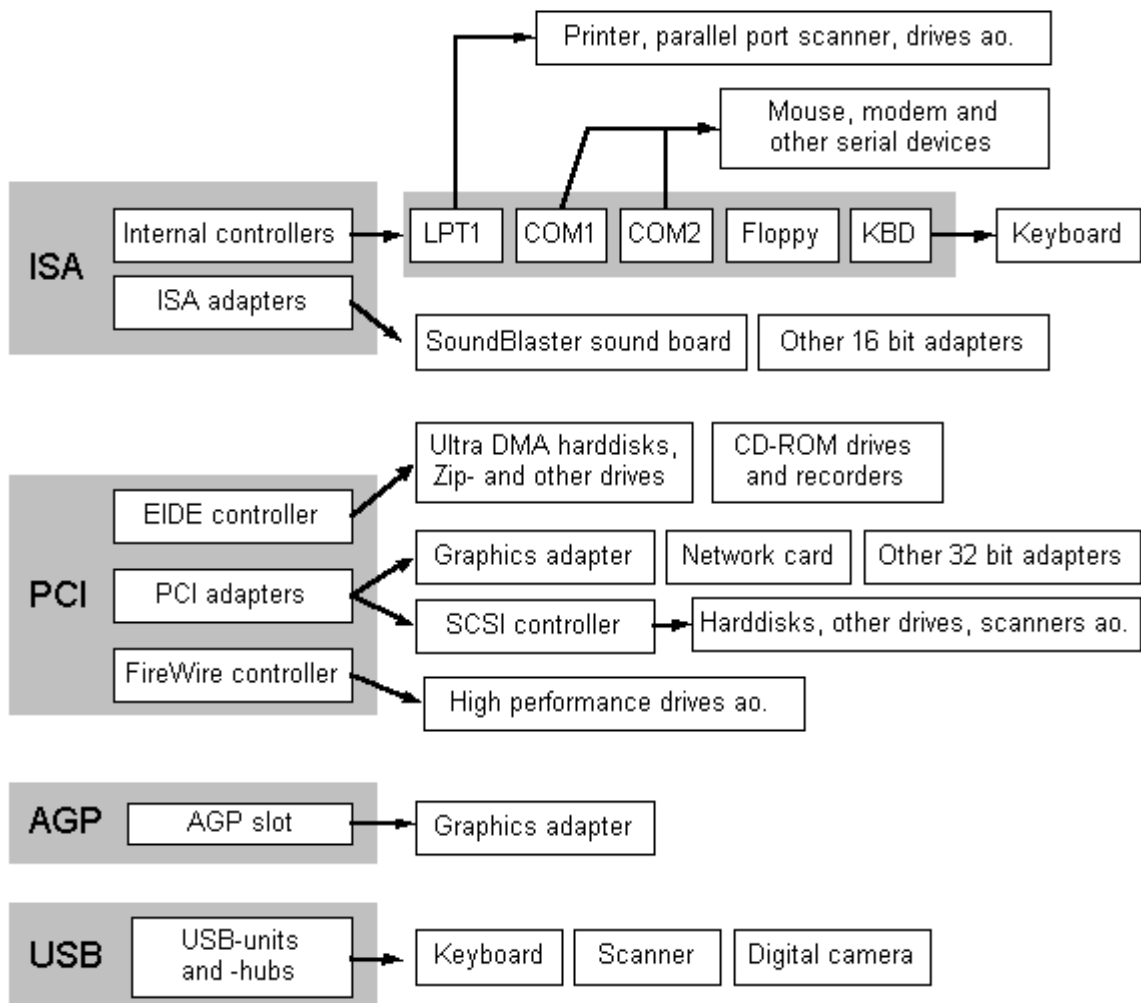 Printer, parallel port scanner, drives ao.
Mouse, modem and
other serial devices
ISA
Internal controllers
LPT1
COM1
COM2
Floppy
KBD
Keyboard
ISA adapters
SoundBlaster sound board
Other 16 bit adapters
PCI
EIDE controller
Ultra DMA harddisks,
Zip- and other drives
CD-ROM drives
and recorders
PCI adapters
Graphics adapter
Network card
Other 32 bit adapters
SCSI controller
Harddisks, other drives, scanners ao.
FireWire controller
High performance drives ao.
AGP
AGP slot
Graphics adapter
USB
USB-units
and -hubs
Keyboard
Scanner
Digital camera